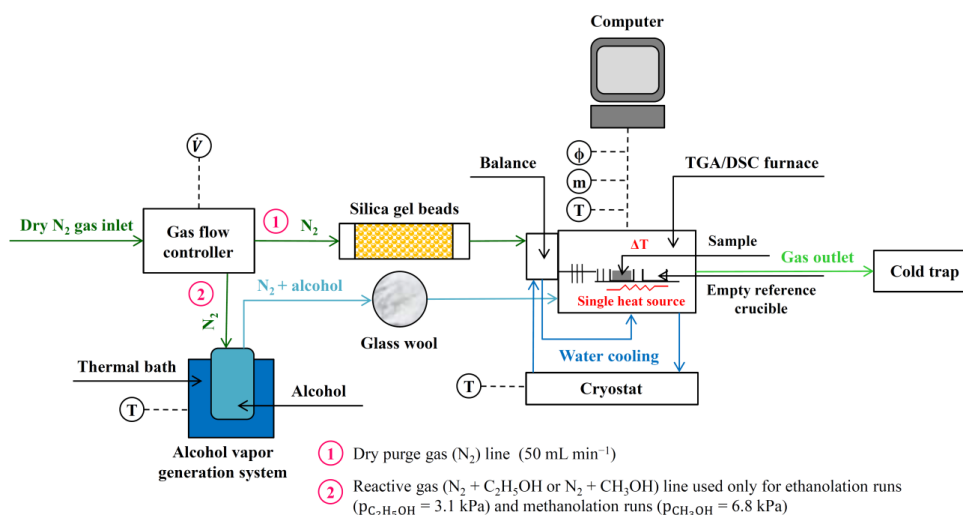 Computer
V̇
ϕ
m
T
Balance
TGA/DSC furnace
Silica gel beads
Dry N₂ gas inlet
Gas flow
controller
1
N₂
ΔT
Sample
Gas outlet
Cold trap
2
N₂
N₂ + alcohol
Single heat source
Empty reference
crucible
Glass wool
Water cooling
Thermal bath
T
Cryostat
T
Alcohol
Alcohol vapor
generation system
1 Dry purge gas (N₂) line (50 mL min⁻¹)
2 Reactive gas (N₂ + C₂H₅OH or N₂ + CH₃OH) line used only for ethanolation runs
(p_C₂H₅OH = 3.1 kPa) and methanolation runs (p_CH₃OH = 6.8 kPa)